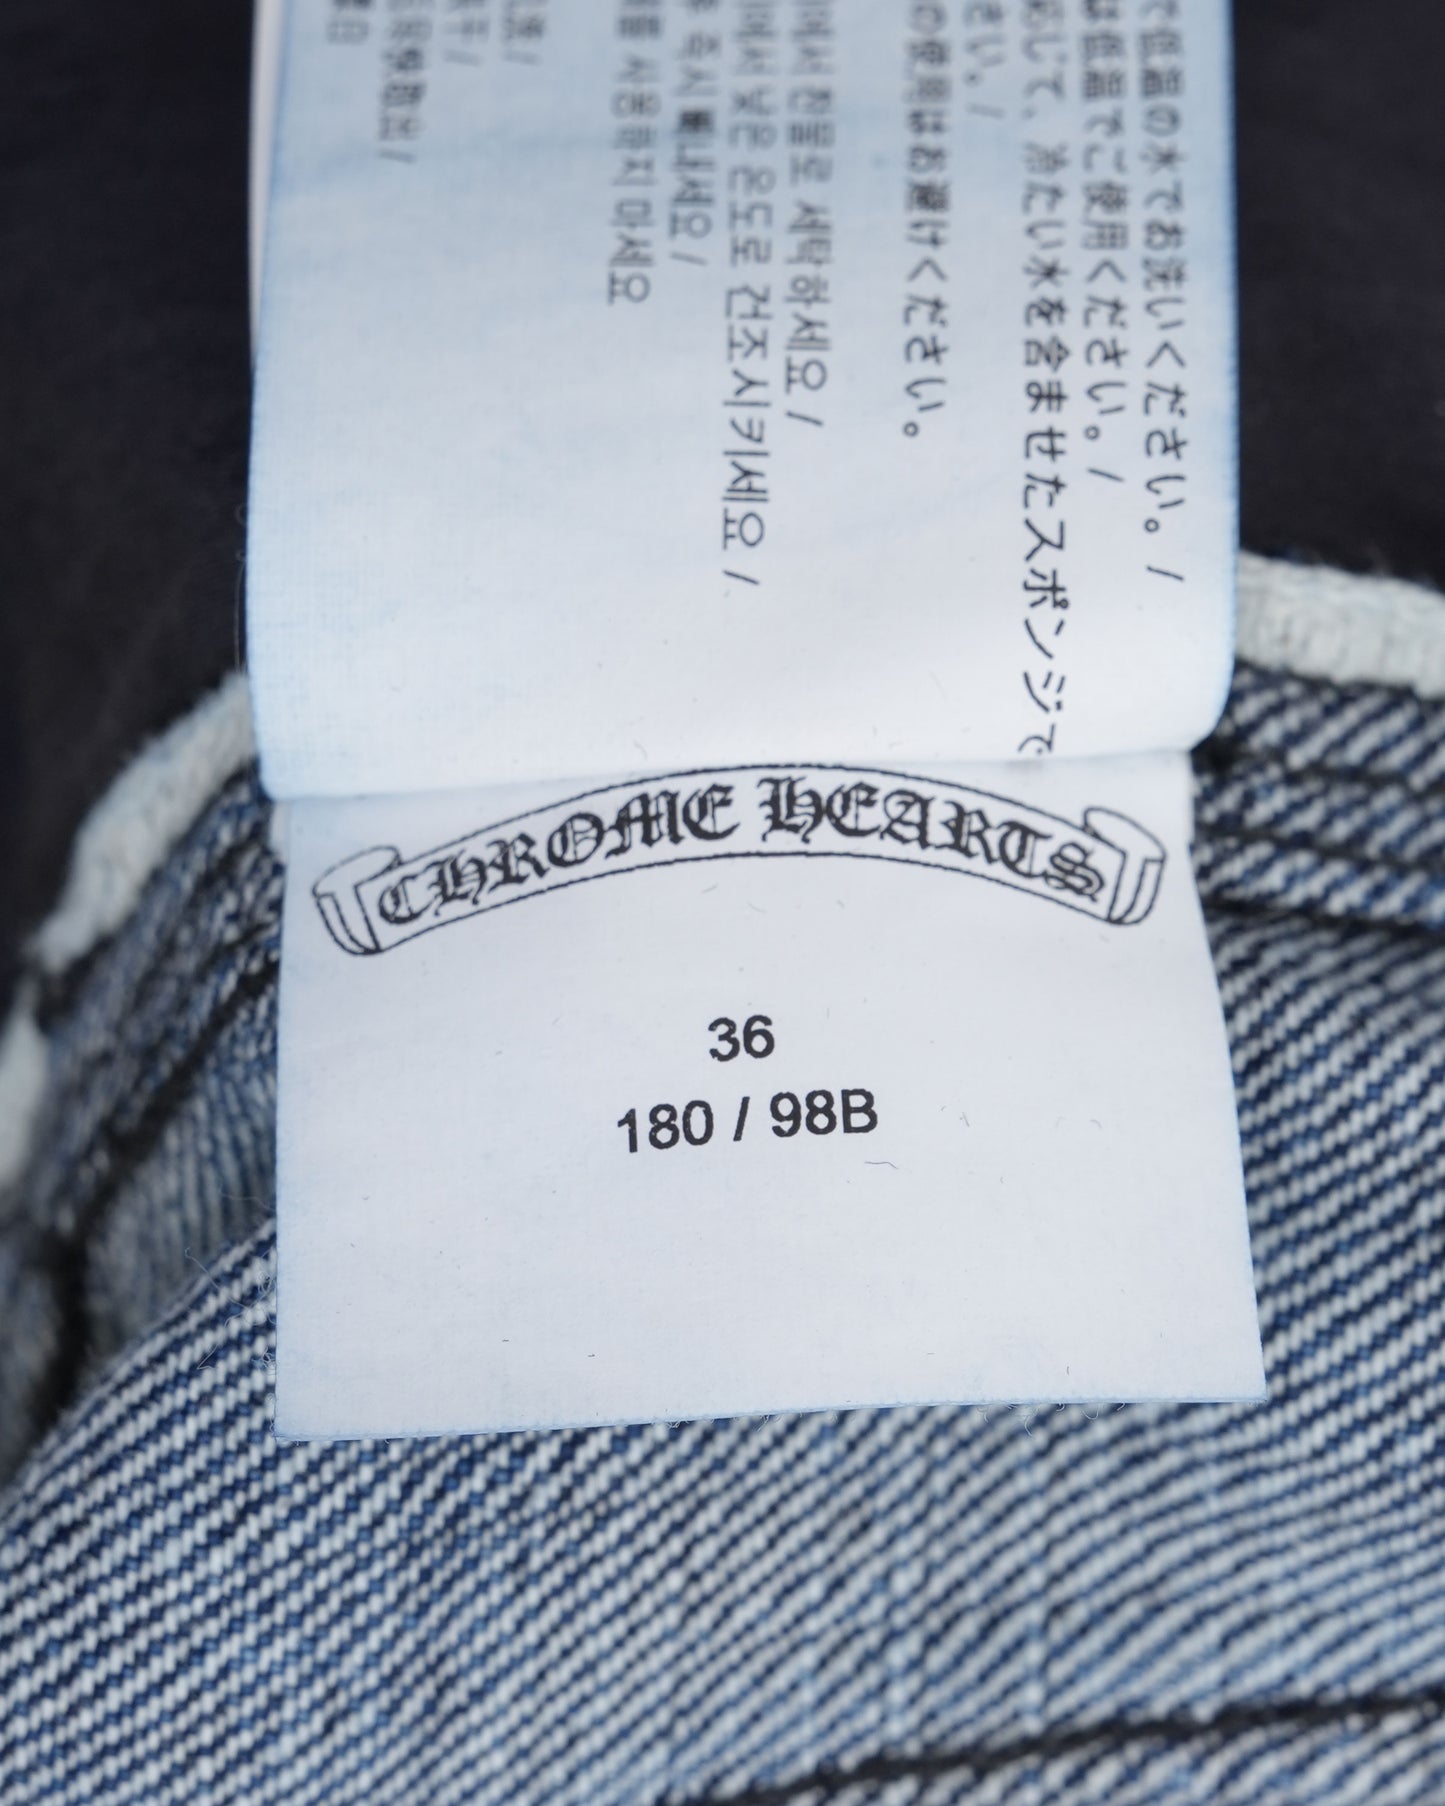 で低温の水でお洗いください。/
は低温でご使用ください。/
応じて、冷たい水を含ませたスポンジで
さい。/
の使用はお避けください。
에서 찬물로 세탁하세요 /
에서 낮은 온도로 건조시키세요 /
즉시 빼내세요 /
를 사용하지 마세요
CHROME HEARTS
36
180 / 98B